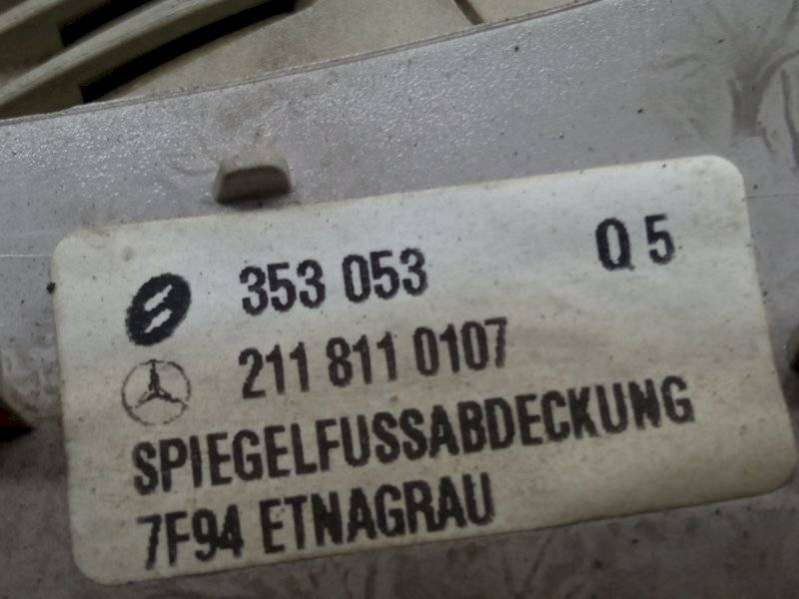 353 053 Q 5
211 811 0107
SPIEGELFUSSABDECKUNG
7F94 ETNAGRAU